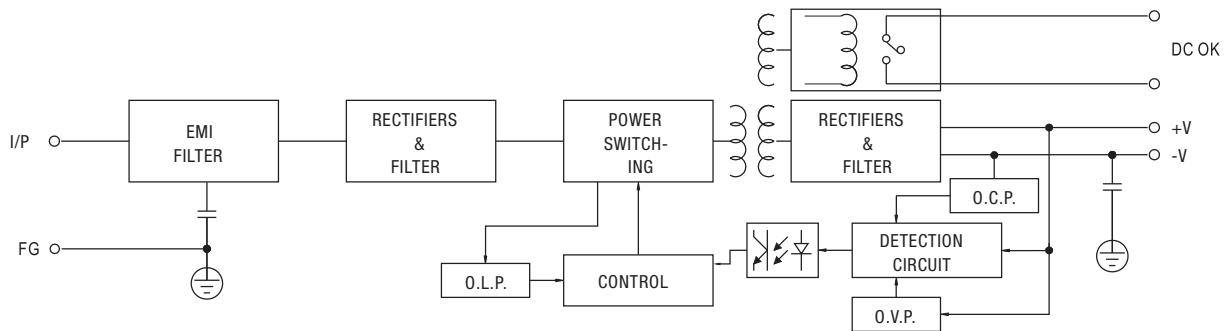 DC OK
I/P
EMI
FILTER
RECTIFIERS
&
FILTER
POWER
SWITCH-
ING
RECTIFIERS
&
FILTER
+V
-V
O.C.P.
FG
O.L.P.
CONTROL
DETECTION
CIRCUIT
O.V.P.